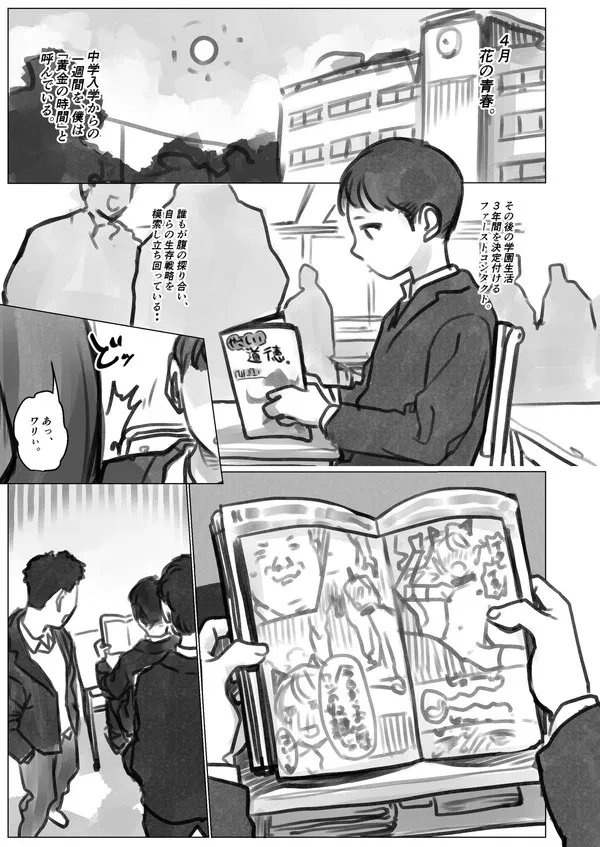 4月
花の青春。
中学入学からの
一週間を、僕は
「黄金の時間」と
呼んでいる。
その後の学園生活
3年間を決定付ける
ファーストコンタクト。
誰もが腹の探り合い、
自らの生存戦略を
模索し立ち回っている・・
やさしい
道徳。
ドッ
あっ、
ワリぃ。